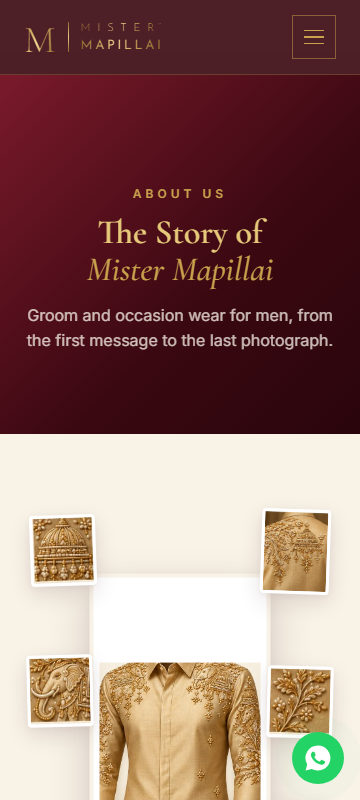 M
MISTER
MAPILLAI
ABOUT US
The Story of
Mister Mapillai
Groom and occasion wear for men, from
the first message to the last photograph.